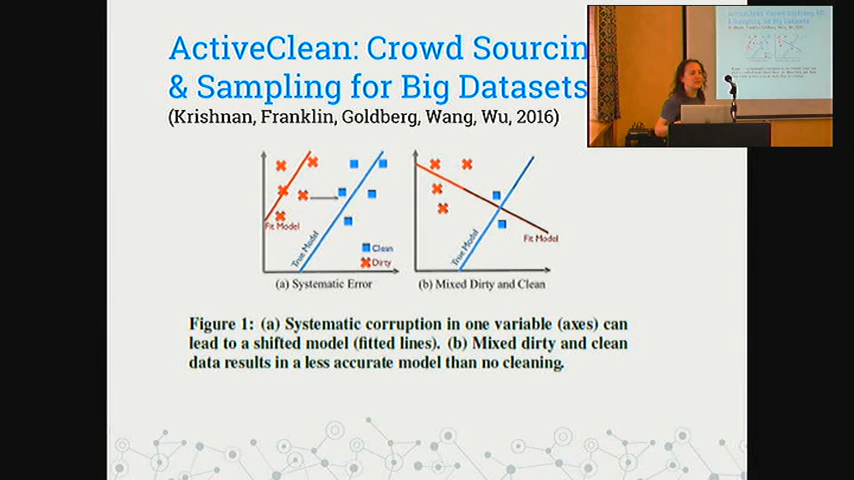 ActiveClean: Crowd Sourcin
& Sampling for Big Datasets
(Krishnan, Franklin, Goldberg, Wang, Wu, 2016)
Fit Model
True Model
Clean
Dirty
(a) Systematic Error
True Model
Fit Model
(b) Mixed Dirty and Clean
Figure 1: (a) Systematic corruption in one variable (axes) can
lead to a shifted model (fitted lines). (b) Mixed dirty and clean
data results in a less accurate model than no cleaning.